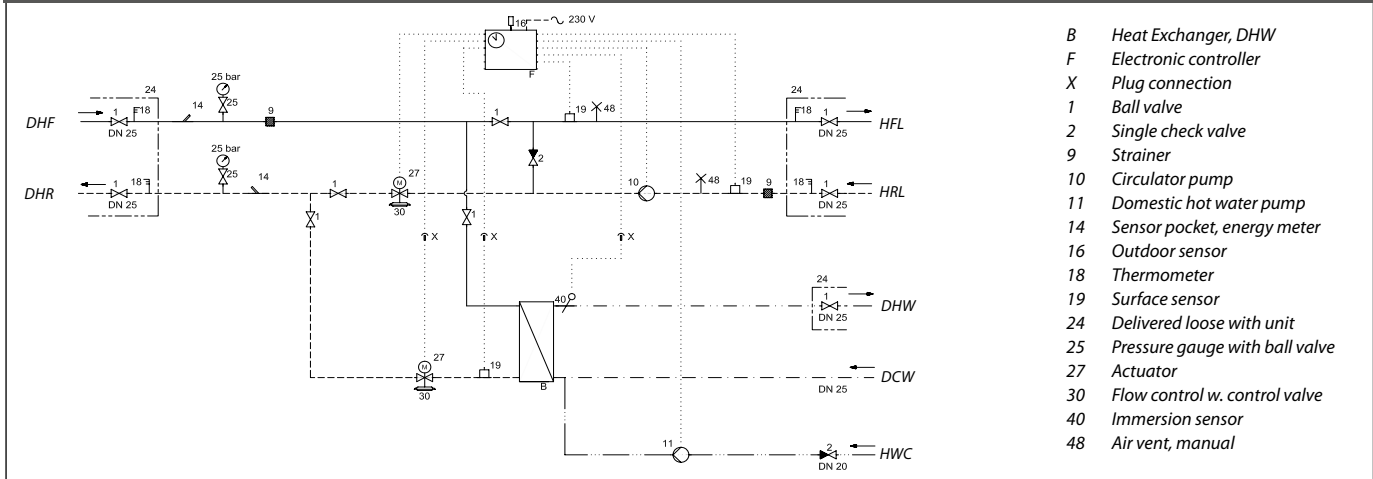 16 230 V
F
25 bar
24 24
1 18 14 25 9 1 19 48 18 1
DHF HFL
DN 25 DN 25
25 bar
2
25
1 18 14 1 27 10 48 19 9 18 1
DHR HRL
DN 25 30 DN 25
1 1
X X X
24
40 1
DHW
DN 25
27 19
M
DCW
30 B DN 25
11 2
HWC
DN 20
B Heat Exchanger, DHW
F Electronic controller
X Plug connection
1 Ball valve
2 Single check valve
9 Strainer
10 Circulator pump
11 Domestic hot water pump
14 Sensor pocket, energy meter
16 Outdoor sensor
18 Thermometer
19 Surface sensor
24 Delivered loose with unit
25 Pressure gauge with ball valve
27 Actuator
30 Flow control w. control valve
40 Immersion sensor
48 Air vent, manual